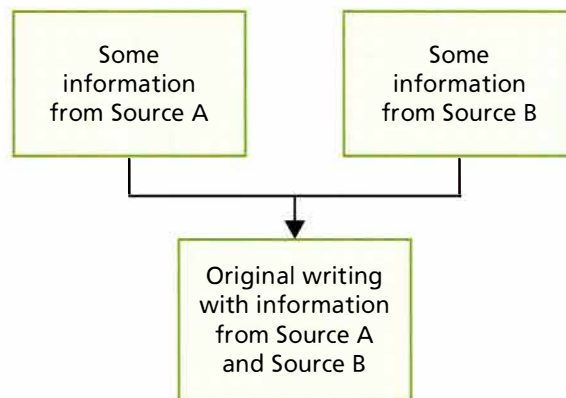 Some
information
from Source A
Some
information
from Source B
Original writing
with information
from Source A
and Source B